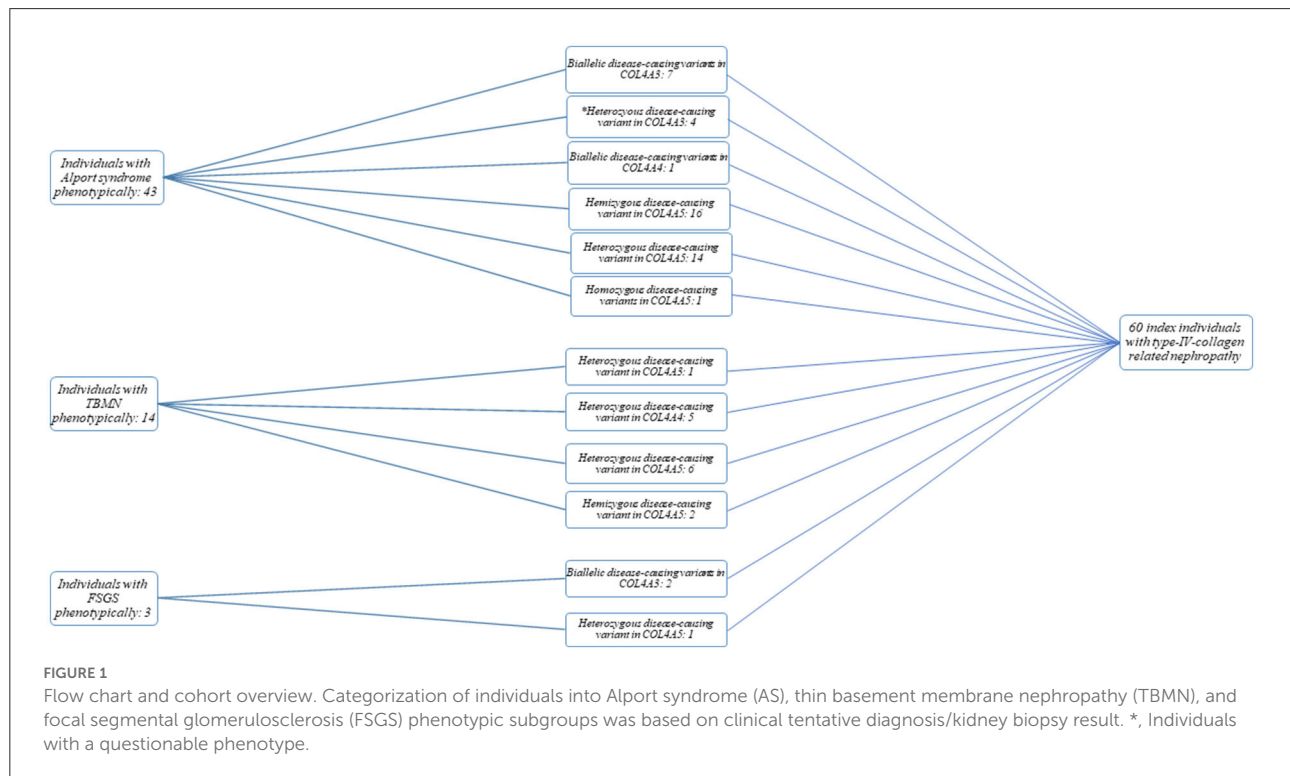 Individuals with
Alport syndrome
phenotypically: 43
Biallelic disease-causing variants in
COL4A3: 7
*Heterozyous disease-causing
variant in COL4A3: 4
Biallelic disease-causing variants in
COL4A4: 1
Hemizygous disease-causing
variant in COL4A5: 16
Heterozygous disease-causing
variant in COL4A5: 14
Homozygous disease-causing
variants in COL4A5: 1
Individuals with
TBMN
phenotypically: 14
Heterozygous disease-causing
variant in COL4A3: 1
Heterozygous disease-causing
variant in COL4A4: 5
Heterozygous disease-causing
variant in COL4A5: 6
Hemizygous disease-causing
variant in COL4A5: 2
Individuals with
FSGS
phenotypically: 3
Biallelic disease-causing variants in
COL4A3: 2
Heterozygous disease-causing
variant in COL4A5: 1
60 index individuals
with type-IV-collagen
related nephropathy
FIGURE 1
Flow chart and cohort overview. Categorization of individuals into Alport syndrome (AS), thin basement membrane nephropathy (TBMN), and
focal segmental glomerulosclerosis (FSGS) phenotypic subgroups was based on clinical tentative diagnosis/kidney biopsy result. *, Individuals
with a questionable phenotype.